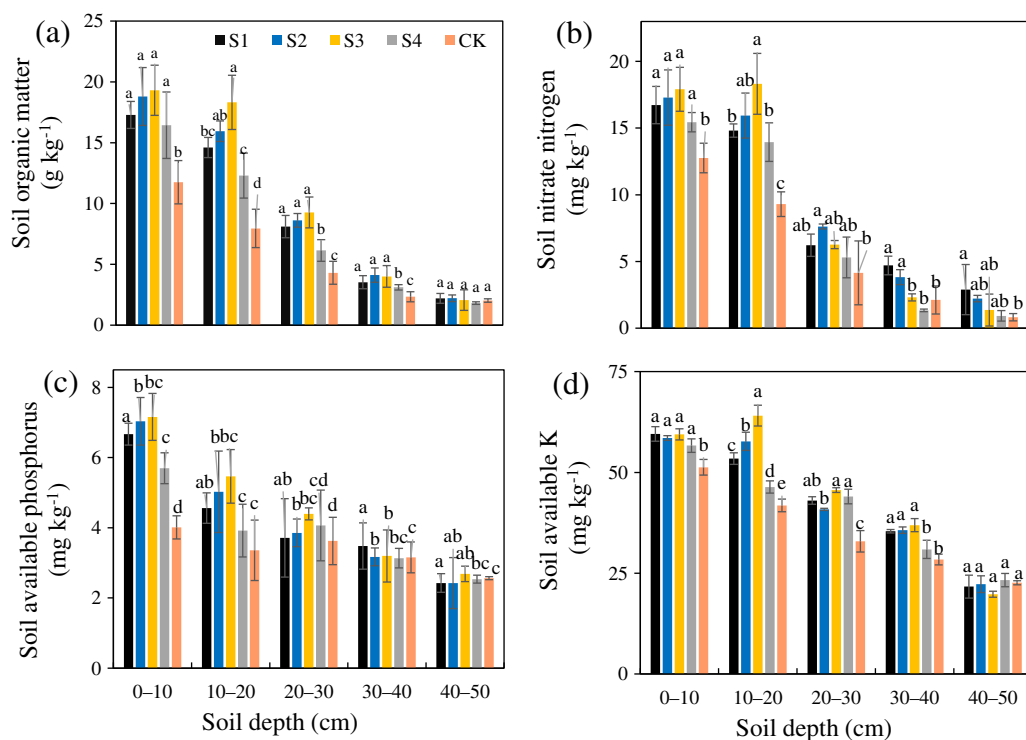 (a)
S1 S2 S3 S4 CK
Soil organic matter
(g kg-1)
25
20
15
10
5
0
a a a a b
bc ab a c d
a a a b c
a a a b c
a a a a a
(b)
Soil nitrate nitrogen
(mg kg-1)
20
15
10
5
0
a a a a b
b ab a b c
ab a ab ab b
a a b b b
a ab ab b b
(c)
Soil available phosphorus
(mg kg-1)
8
6
4
2
0
a b bc c d
ab b bc c c
ab b bc cd d
a b a bc c
a ab ab bc c
0–10 10–20 20–30 30–40 40–50
Soil depth (cm)
(d)
Soil available K
(mg kg-1)
75
50
25
0
a a a a b
c b a d e
ab b a a c
a a a b b
a a a a a
0–10 10–20 20–30 30–40 40–50
Soil depth (cm)